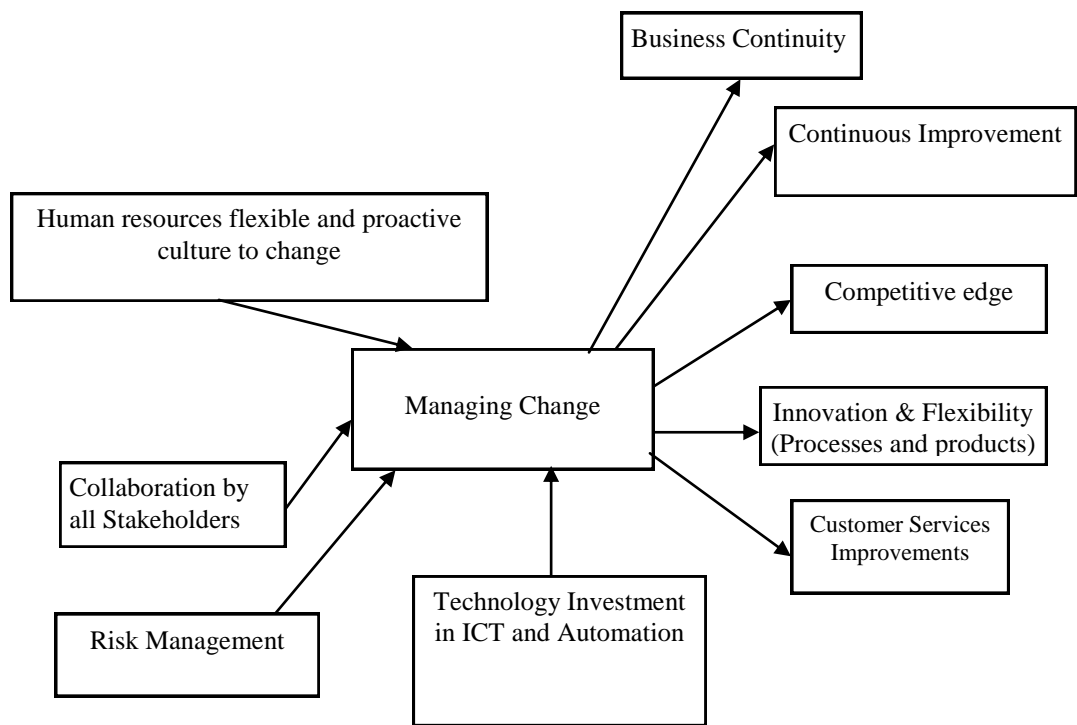 Business Continuity
Continuous Improvement
Human resources flexible and proactive
culture to change
Competitive edge
Managing Change
Innovation & Flexibility
(Processes and products)
Collaboration by
all Stakeholders
Customer Services
Improvements
Technology Investment
in ICT and Automation
Risk Management